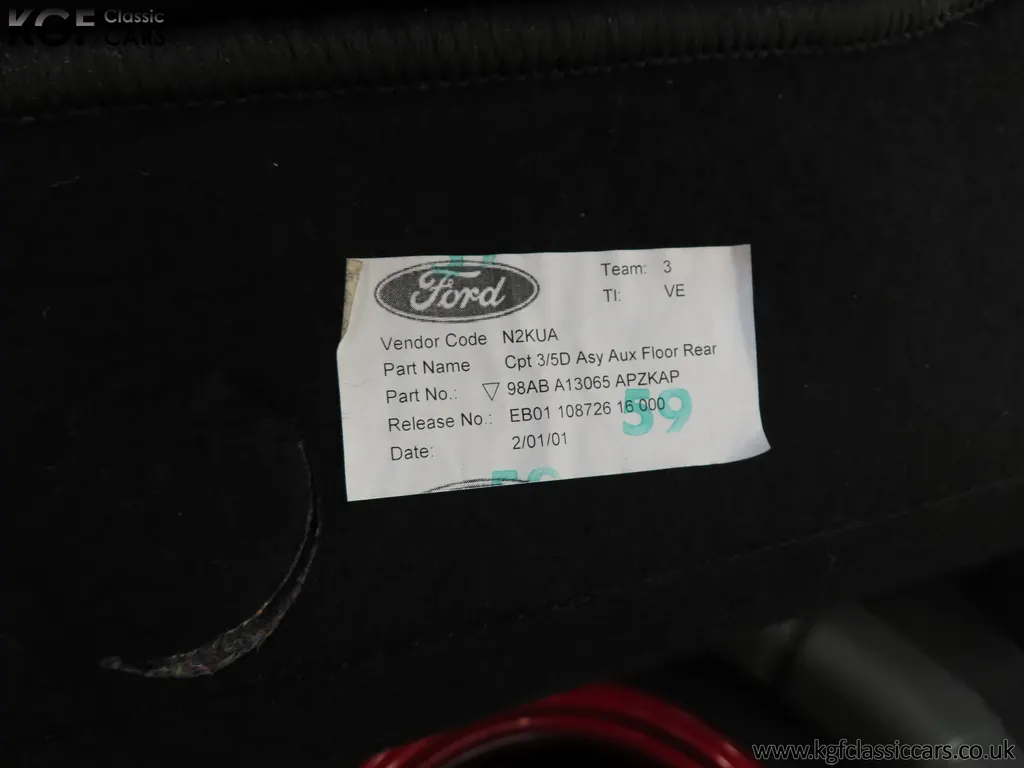 KGF Classic
CARS
Ford
Team: 3
TI: VE
Vendor Code N2KUA
Part Name Cpt 3/5D Asy Aux Floor Rear
Part No.: ▽ 98AB A13065 APZKAP
Release No.: EB01 108726 16 000
59
Date: 2/01/01
www.kgfclassiccars.co.uk